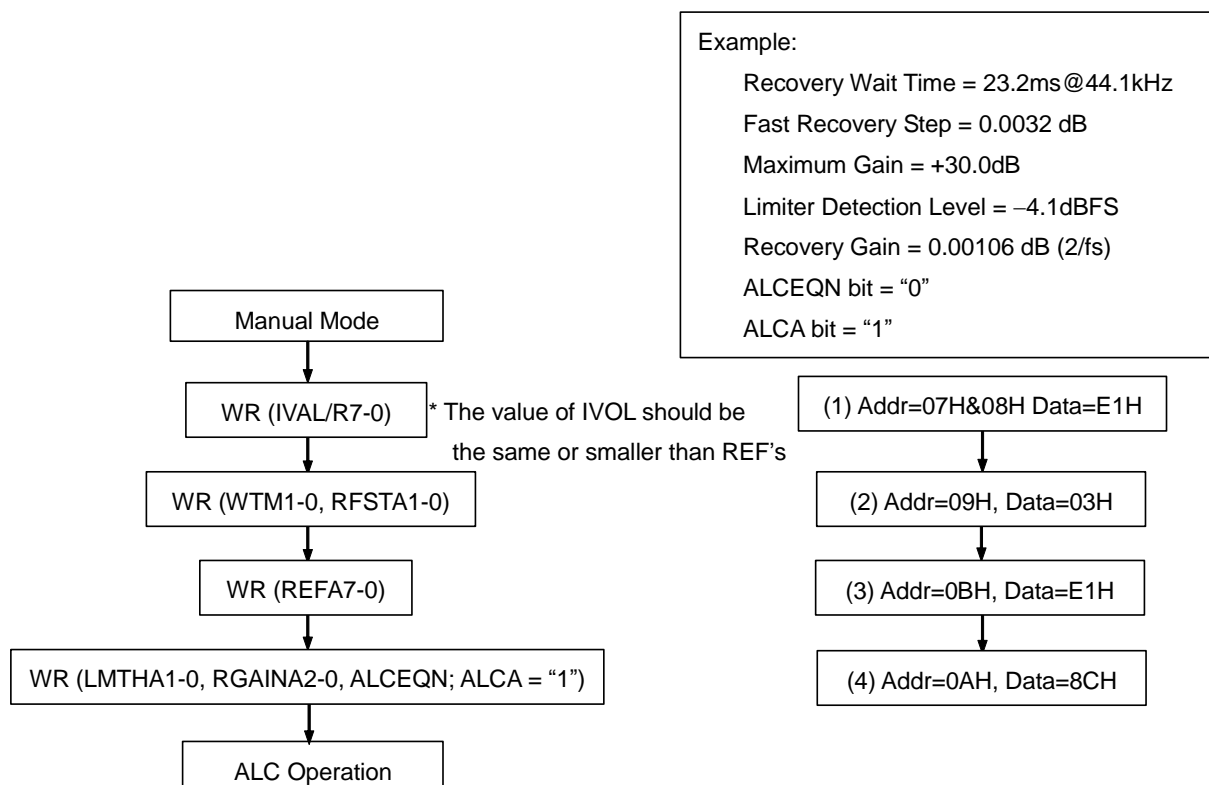 Example:
Recovery Wait Time = 23.2ms@44.1kHz
Fast Recovery Step = 0.0032 dB
Maximum Gain = +30.0dB
Limiter Detection Level = −4.1dBFS
Recovery Gain = 0.00106 dB (2/fs)
ALCEQN bit = “0”
ALCA bit = “1”
Manual Mode
WR (IVAL/R7-0)
* The value of IVOL should be
the same or smaller than REF’s
WR (WTM1-0, RFSTA1-0)
WR (REFA7-0)
WR (LMTHA1-0, RGAINA2-0, ALCEQN; ALCA = “1”)
ALC Operation
(1) Addr=07H&08H Data=E1H
(2) Addr=09H, Data=03H
(3) Addr=0BH, Data=E1H
(4) Addr=0AH, Data=8CH